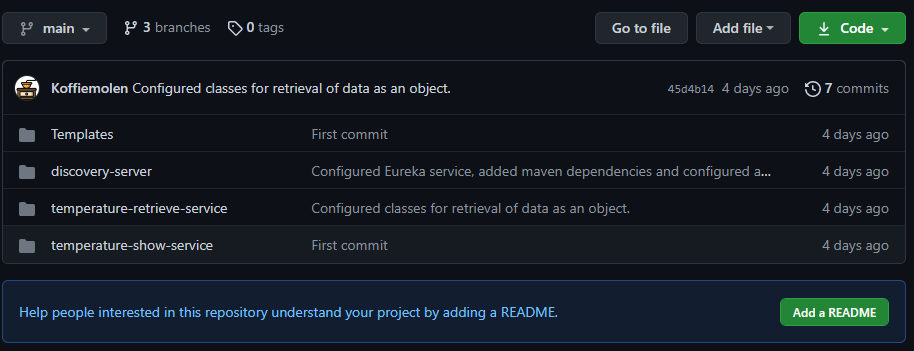 main 3 branches 0 tags Go to file Add file Code
Koffiemolen Configured classes for retrieval of data as an object. 45d4b14 4 days ago 7 commits
Templates First commit 4 days ago
discovery-server Configured Eureka service, added maven dependencies and configured a... 4 days ago
temperature-retrieve-service Configured classes for retrieval of data as an object. 4 days ago
temperature-show-service First commit 4 days ago
Help people interested in this repository understand your project by adding a README. Add a README